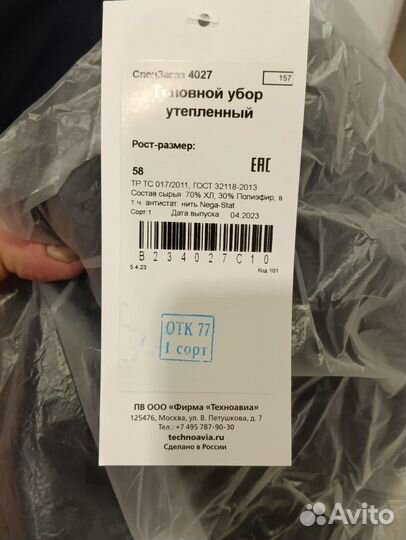 СпецЗаказ 4027
157
Головной убор
утепленный
Рост-размер:
58
ЕАС
ТР ТС 017/2011, ГОСТ 32118-2013
Состав сырья: 70% ХЛ, 30% Полиэфир, в
т.ч. антистат. нить Nega-Stat
Сорт:1 Дата выпуска: 04.2023
B234027C10
5.4.23 Код 101
ОТК 77
1 сорт
ПВ ООО «Фирма «Техноавиа»
125476, Москва, ул. В. Петушкова, д. 7
Тел.: +7 495 787-90-30
technoavia.ru
Сделано в России
Avito